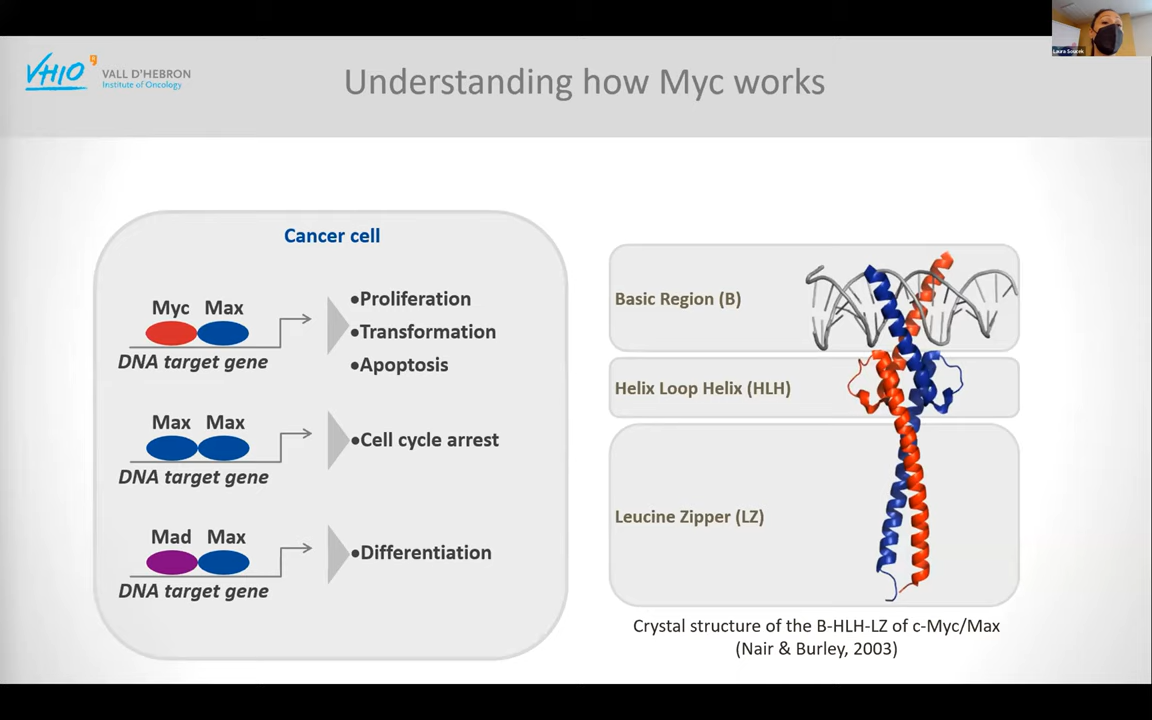 Laura Soucek
VHIO
VALL D'HEBRON
Institute of Oncology
Understanding how Myc works
Cancer cell
Myc Max
DNA target gene
•Proliferation
•Transformation
•Apoptosis
Max Max
DNA target gene
•Cell cycle arrest
Mad Max
DNA target gene
•Differentiation
Basic Region (B)
Helix Loop Helix (HLH)
Leucine Zipper (LZ)
Crystal structure of the B-HLH-LZ of c-Myc/Max
(Nair & Burley, 2003)